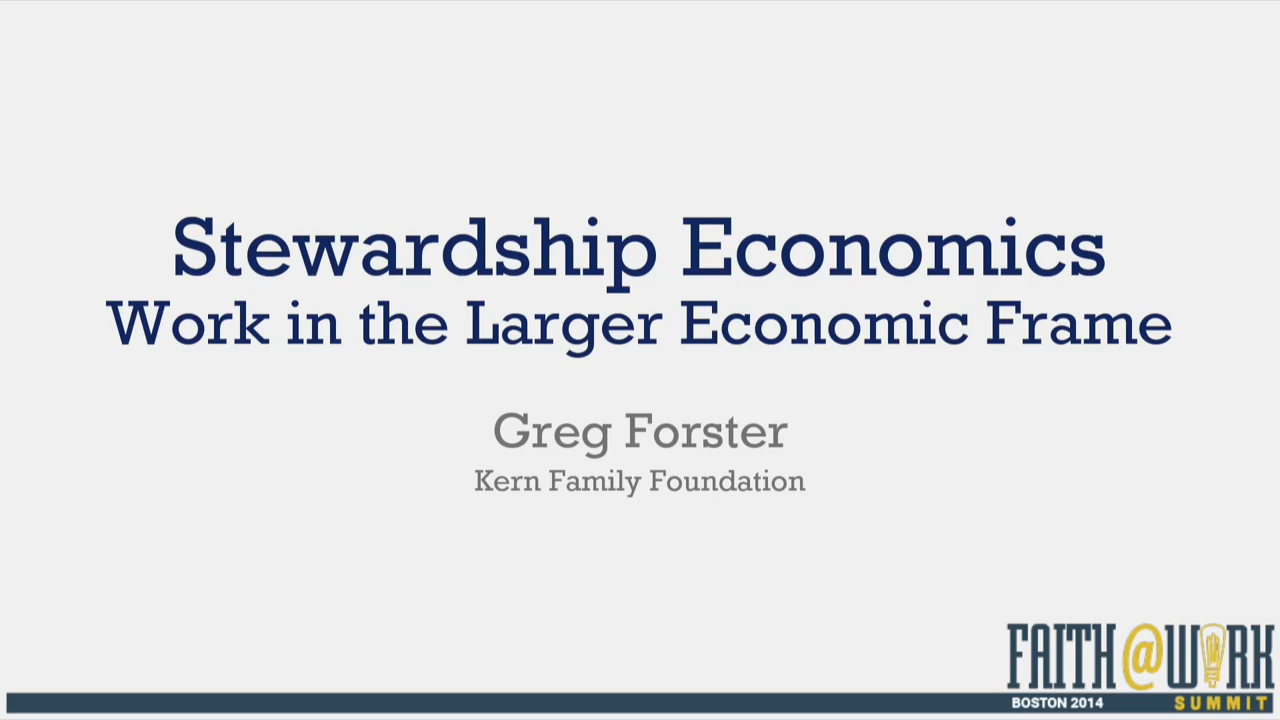 Stewardship Economics
Work in the Larger Economic Frame
Greg Forster
Kern Family Foundation
FAITH@WORK
BOSTON 2014 SUMMIT